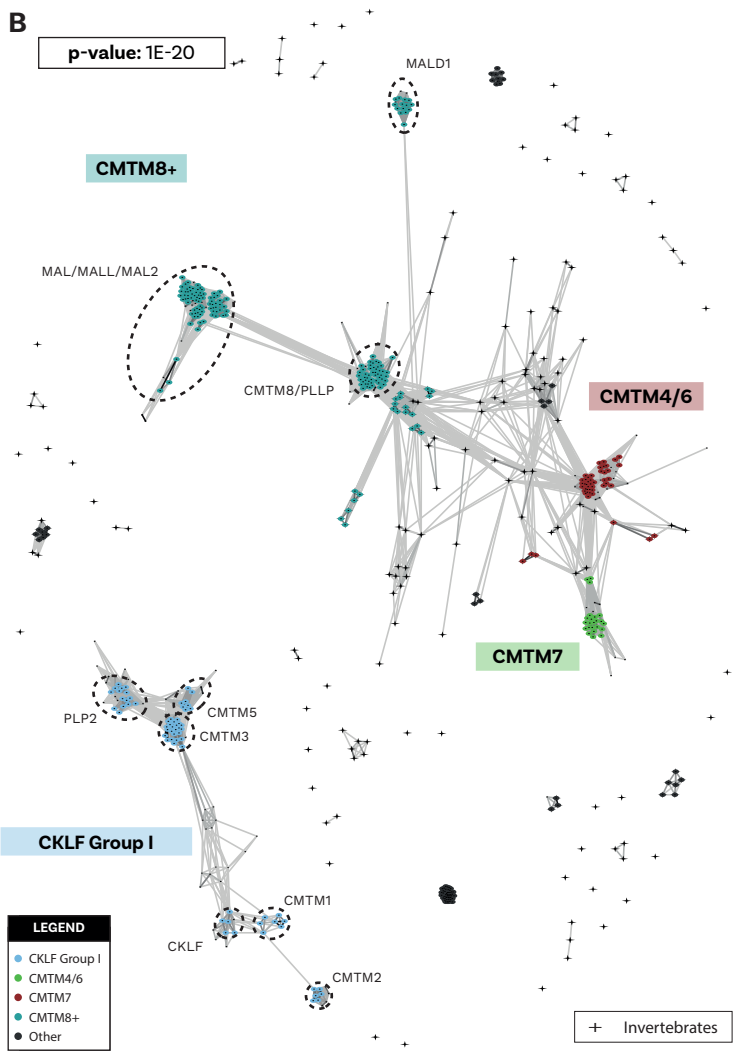 B
p-value: 1E-20
MALD1
CMTM8+
MAL/MALL/MAL2
CMTM8/PLLP
CMTM4/6
CMTM7
PLP2
CMTM5
CMTM3
CKLF Group I
CMTM1
CKLF
CMTM2
LEGEND
CKLF Group I
CMTM4/6
CMTM7
CMTM8+
Other
Invertebrates